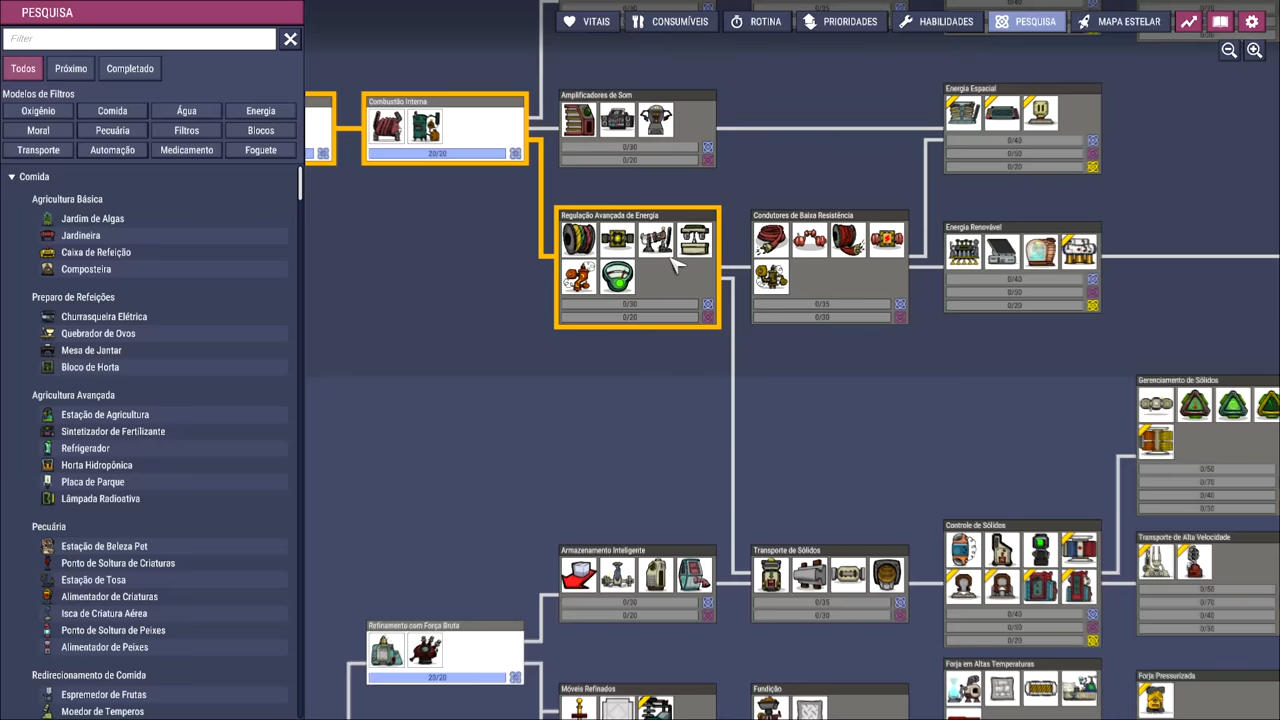 PESQUISA
VITAIS
CONSUMÍVEIS
ROTINA
PRIORIDADES
HABILIDADES
PESQUISA
MAPA ESTELAR
Filter
Todos
Próximo
Completado
Modelos de Filtros
Oxigênio
Comida
Água
Energia
Moral
Pecuária
Filtros
Blocos
Transporte
Automação
Medicamento
Foguete
Comida
Agricultura Básica
Jardim de Algas
Jardineira
Caixa de Refeição
Composteira
Preparo de Refeições
Churrasqueira Elétrica
Quebrador de Ovos
Mesa de Jantar
Bloco de Horta
Agricultura Avançada
Estação de Agricultura
Sintetizador de Fertilizante
Refrigerador
Horta Hidropônica
Placa de Parque
Lâmpada Radioativa
Pecuária
Estação de Beleza Pet
Ponto de Soltura de Criaturas
Estação de Tosa
Alimentador de Criaturas
Isca de Criatura Aérea
Ponto de Soltura de Peixes
Alimentador de Peixes
Redirecionamento de Comida
Espremedor de Frutas
Moedor de Temperos
Combustão Interna
20/20
Amplificadores de Som
0/30
0/20
Energia Espacial
0/40
0/50
0/20
Regulação Avançada de Energia
0/30
0/20
Condutores de Baixa Resistência
0/35
0/30
Energia Renovável
0/40
0/50
0/20
Gerenciamento de Sólidos
0/50
0/70
0/40
0/30
Armazenamento Inteligente
0/30
0/20
Transporte de Sólidos
0/35
0/30
Controle de Sólidos
0/40
0/50
0/20
Transporte de Alta Velocidade
0/50
0/70
0/40
0/30
Refinamento com Força Bruta
20/20
Móveis Refinados
Fundição
Forja em Altas Temperaturas
Forja Pressurizada